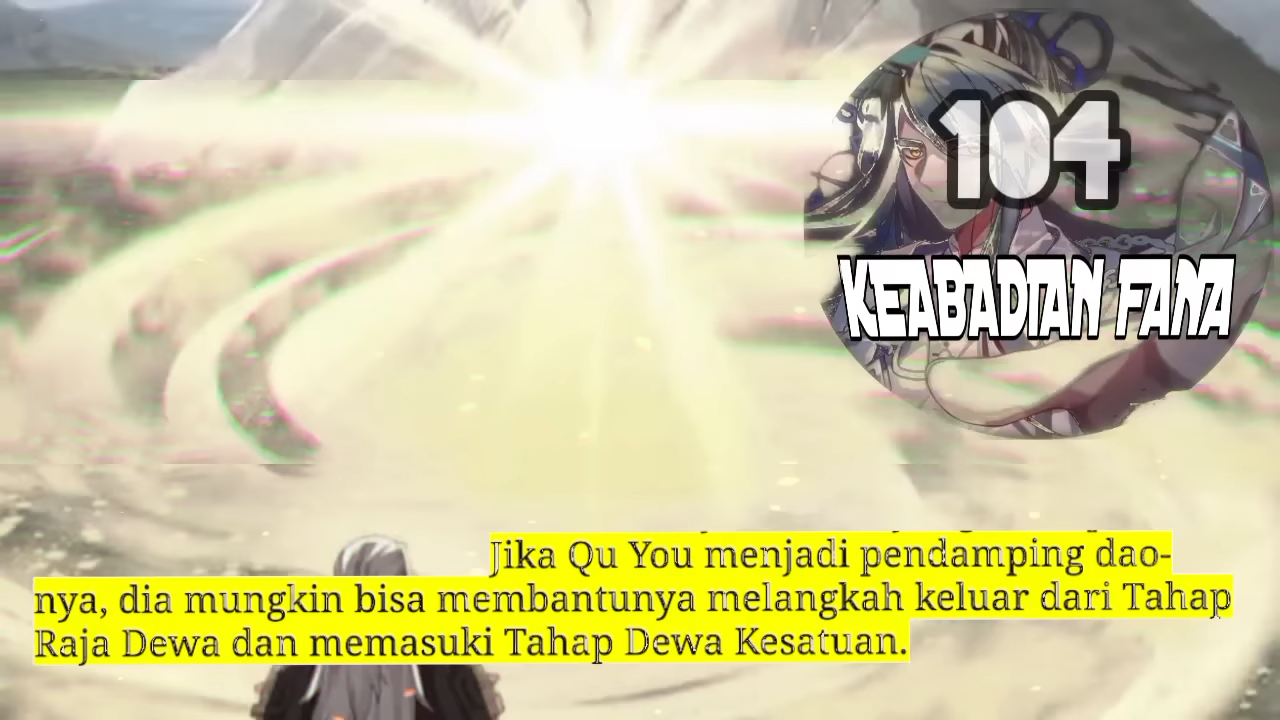 104
KEABADIAN FANA
Jika Qu You menjadi pendamping dao-
nya, dia mungkin bisa membantunya melangkah keluar dari Tahap
Raja Dewa dan memasuki Tahap Dewa Kesatuan.